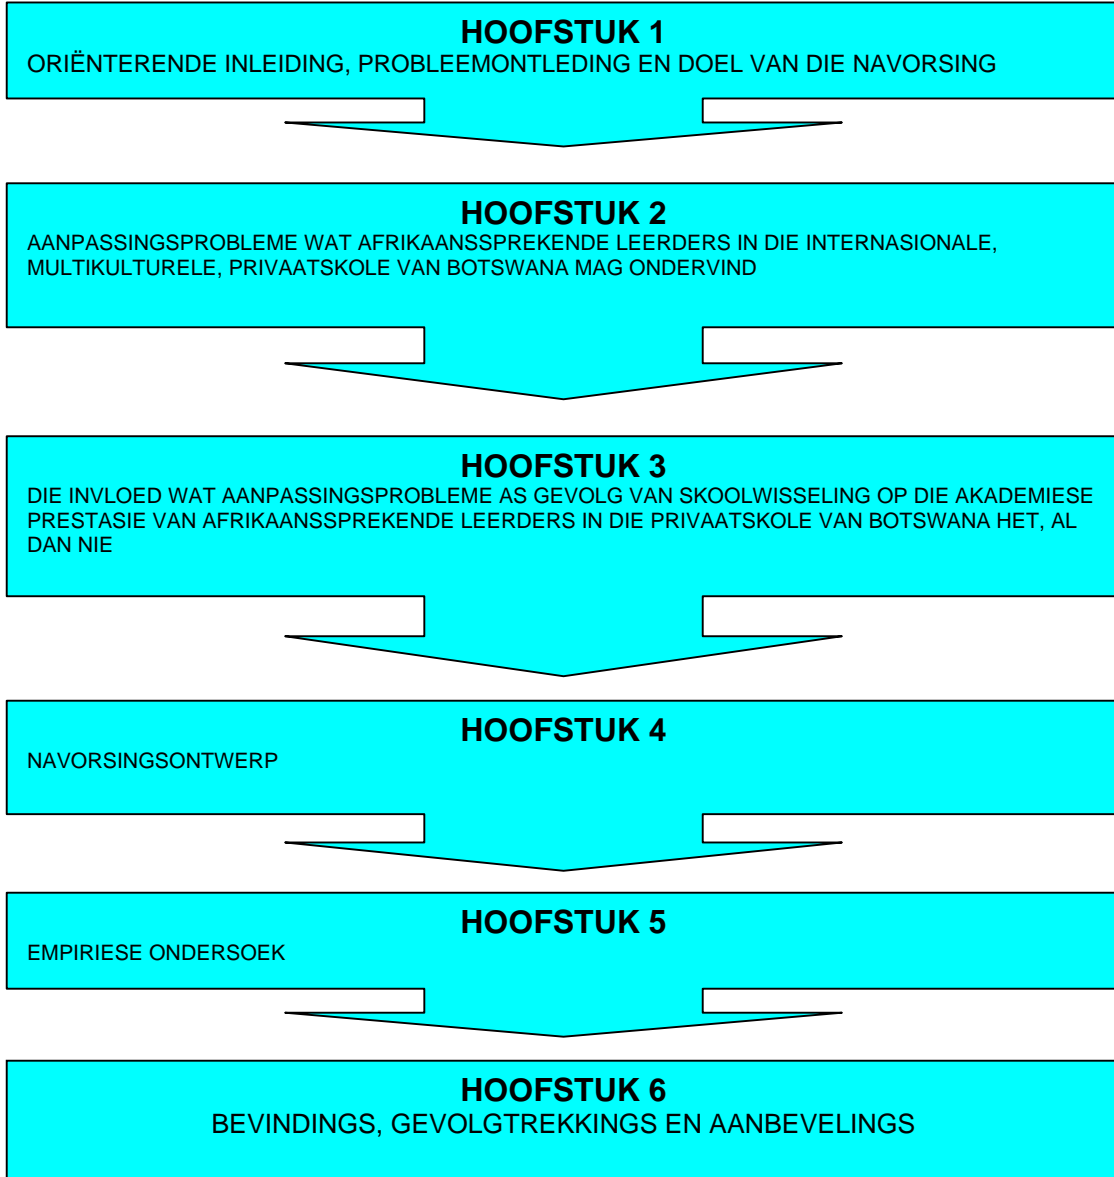 HOOFSTUK 1
ORIËNTERENDE INLEIDING, PROBLEEMONTLEDING EN DOEL VAN DIE NAVORSING
HOOFSTUK 2
AANPASSINGSPROBLEME WAT AFRIKAANSSPREKENDE LEERDERS IN DIE INTERNASIONALE,
MULTIKULTURELE, PRIVAATSKOLE VAN BOTSWANA MAG ONDERVIND
HOOFSTUK 3
DIE INVLOED WAT AANPASSINGSPROBLEME AS GEVOLG VAN SKOOLWISSELING OP DIE AKADEMIESE
PRESTASIE VAN AFRIKAANSSPREKENDE LEERDERS IN DIE PRIVAATSKOLE VAN BOTSWANA HET, AL
DAN NIE
HOOFSTUK 4
NAVORSINGSONTWERP
HOOFSTUK 5
EMPIRIESE ONDERSOEK
HOOFSTUK 6
BEVINDINGS, GEVOLGTREKKINGS EN AANBEVELINGS